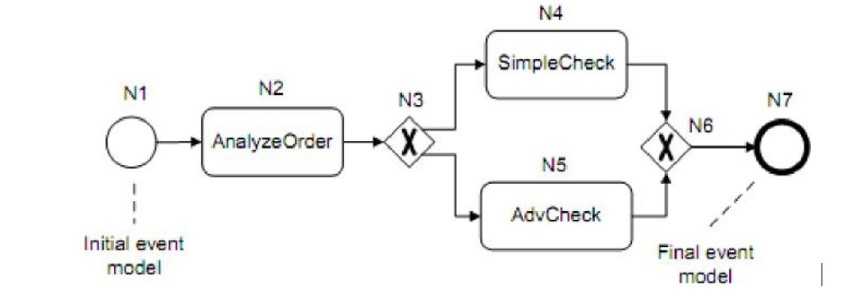 N4
SimpleCheck
N1
N2
N3
AnalyzeOrder
X
N6
X
N7
N5
AdvCheck
Initial event
model
Final event
model